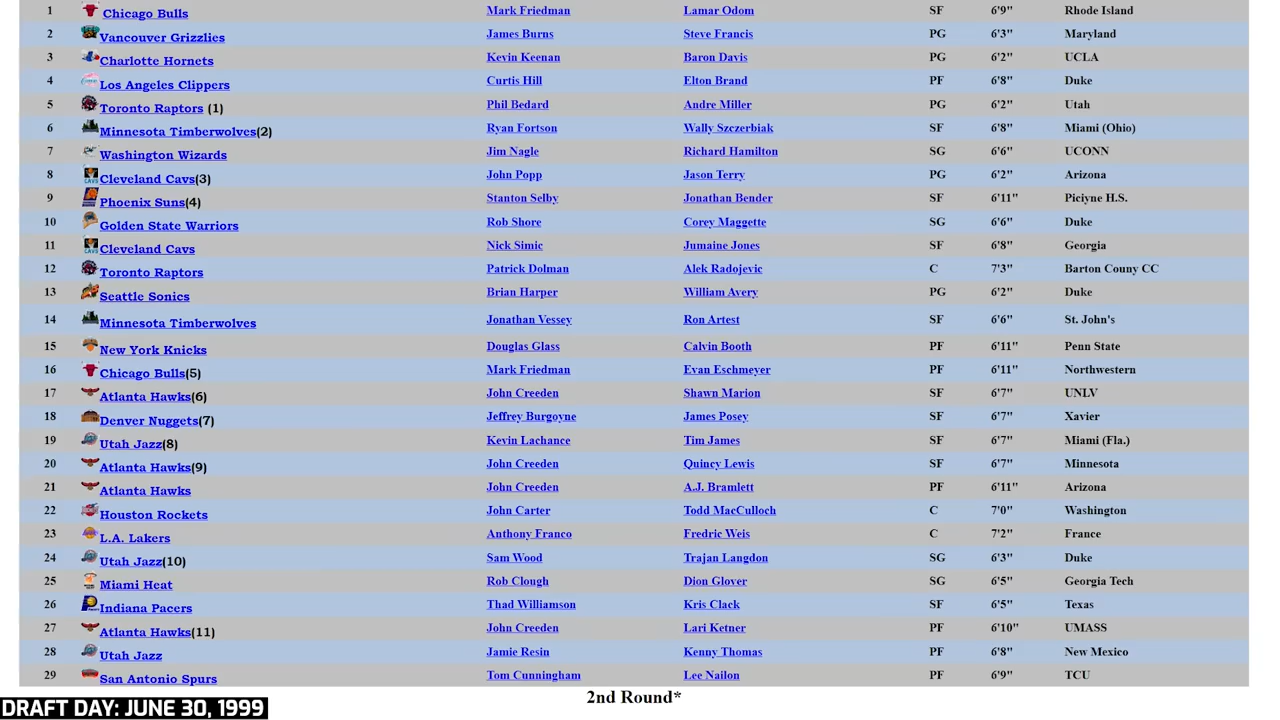 1 Chicago Bulls Mark Friedman Lamar Odom SF 6'9" Rhode Island
2 Vancouver Grizzlies James Burns Steve Francis PG 6'3" Maryland
3 Charlotte Hornets Kevin Keenan Baron Davis PG 6'2" UCLA
4 Los Angeles Clippers Curtis Hill Elton Brand PF 6'8" Duke
5 Toronto Raptors (1) Phil Bedard Andre Miller PG 6'2" Utah
6 Minnesota Timberwolves(2) Ryan Fortson Wally Szczerbiak SF 6'8" Miami (Ohio)
7 Washington Wizards Jim Nagle Richard Hamilton SG 6'6" UCONN
8 Cleveland Cavs(3) John Popp Jason Terry PG 6'2" Arizona
9 Phoenix Suns(4) Stanton Selby Jonathan Bender SF 6'11" Piciyne H.S.
10 Golden State Warriors Rob Shore Corey Maggette SG 6'6" Duke
11 Cleveland Cavs Nick Simic Jumaine Jones SF 6'8" Georgia
12 Toronto Raptors Patrick Dolman Alek Radojevic C 7'3" Barton Couny CC
13 Seattle Sonics Brian Harper William Avery PG 6'2" Duke
14 Minnesota Timberwolves Jonathan Vessey Ron Artest SF 6'6" St. John's
15 New York Knicks Douglas Glass Calvin Booth PF 6'11" Penn State
16 Chicago Bulls(5) Mark Friedman Evan Eschmeyer PF 6'11" Northwestern
17 Atlanta Hawks(6) John Creeden Shawn Marion SF 6'7" UNLV
18 Denver Nuggets(7) Jeffrey Burgoyne James Posey SF 6'7" Xavier
19 Utah Jazz(8) Kevin Lachance Tim James SF 6'7" Miami (Fla.)
20 Atlanta Hawks(9) John Creeden Quincy Lewis SF 6'7" Minnesota
21 Atlanta Hawks John Creeden A.J. Bramlett PF 6'11" Arizona
22 Houston Rockets John Carter Todd MacCulloch C 7'0" Washington
23 L.A. Lakers Anthony Franco Fredric Weis C 7'2" France
24 Utah Jazz(10) Sam Wood Trajan Langdon SG 6'3" Duke
25 Miami Heat Rob Clough Dion Glover SG 6'5" Georgia Tech
26 Indiana Pacers Thad Williamson Kris Clack SF 6'5" Texas
27 Atlanta Hawks(11) John Creeden Lari Ketner PF 6'10" UMASS
28 Utah Jazz Jamie Resin Kenny Thomas PF 6'8" New Mexico
29 San Antonio Spurs Tom Cunningham Lee Nailon PF 6'9" TCU
2nd Round*
DRAFT DAY: JUNE 30, 1999